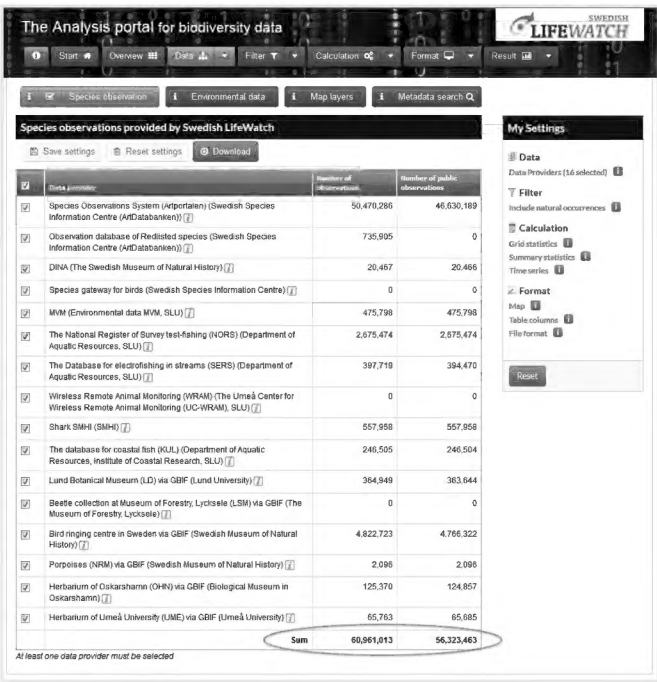 The Analysis portal for biodiversity data
SWEDISH
LIFEWATCH
Start Overview Data Filter Calculation Format Result
Species observation Environmental data Map layers Metadata search
Species observations provided by Swedish LifeWatch
My Settings
Save settings Reset settings Download
Data provider Number of observations Number of public observations
Species Observations System (Artportalen) (Swedish Species 50,470,286 46,630,189
Information Centre (ArtDatabanken))
Observation database of Redlisted species (Swedish Species 735,905 0
Information Centre (ArtDatabanken))
DINA (The Swedish Museum of Natural History) 20,467 20,466
Species gateway for birds (Swedish Species Information Centre) 0 0
MVM (Environmental data MVM, SLU) 475,798 475,798
The National Register of Survey test-fishing (NORS) (Department of 2,675,474 2,675,474
Aquatic Resources, SLU)
The Database for electrofishing in streams (SERS) (Department of 397,719 394,470
Aquatic Resources, SLU)
Wireless Remote Animal Monitoring (WRAM) (The Umeå Center for 0 0
Wireless Remote Animal Monitoring (UC-WRAM), SLU)
Shark SMHI (SMHI) 557,958 557,958
The database for coastal fish (KUL) (Department of Aquatic 246,505 246,504
Resources, Institute of Coastal Research, SLU)
Lund Botanical Museum (LD) via GBIF (Lund University) 364,949 363,644
Beetle collection at Museum of Forestry, Lycksele (LSM) via GBIF (The 0 0
Museum of Forestry, Lycksele)
Bird ringing centre in Sweden via GBIF (Swedish Museum of Natural 4,822,723 4,766,322
History)
Porpoises (NRM) via GBIF (Swedish Museum of Natural History) 2,096 2,096
Herbarium of Oskarshamn (OHN) via GBIF (Biological Museum in 125,370 124,857
Oskarshamn)
Herbarium of Umeå University (UME) via GBIF (Umeå University) 65,763 65,685
Sum 60,961,013 56,323,463
At least one data provider must be selected
Data
Data Providers (16 selected)
Filter
Include natural occurrences
Calculation
Grid statistics
Summary statistics
Time series
Format
Map
Table columns
File format
Reset